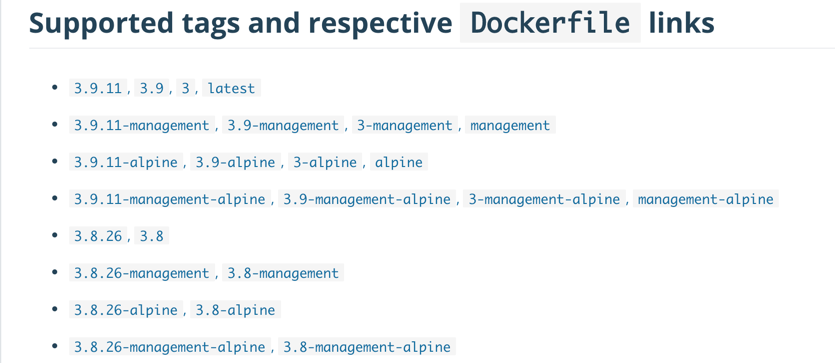 Supported tags and respective Dockerfile links
• 3.9.11, 3.9, 3, latest
• 3.9.11-management, 3.9-management, 3-management, management
• 3.9.11-alpine, 3.9-alpine, 3-alpine, alpine
• 3.9.11-management-alpine, 3.9-management-alpine, 3-management-alpine, management-alpine
• 3.8.26, 3.8
• 3.8.26-management, 3.8-management
• 3.8.26-alpine, 3.8-alpine
• 3.8.26-management-alpine, 3.8-management-alpine